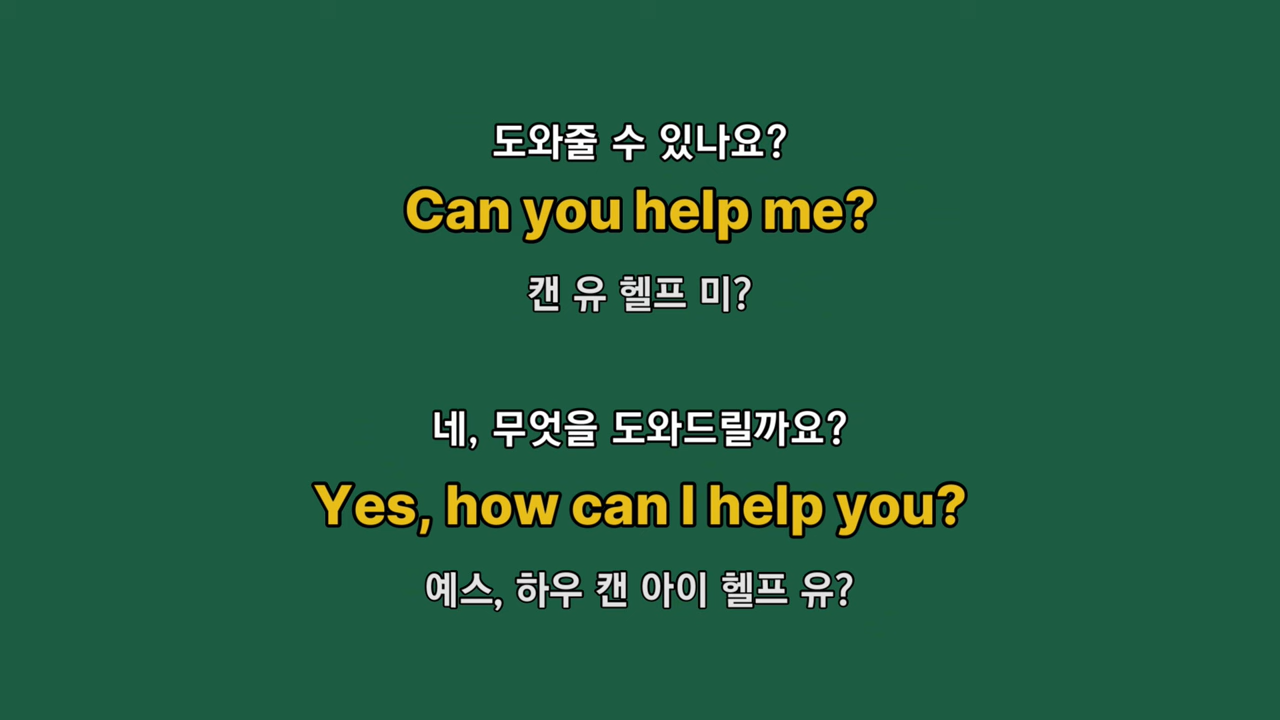 도와줄 수 있나요?
Can you help me?
캔 유 헬프 미?
네, 무엇을 도와드릴까요?
Yes, how can I help you?
예스, 하우 캔 아이 헬프 유?